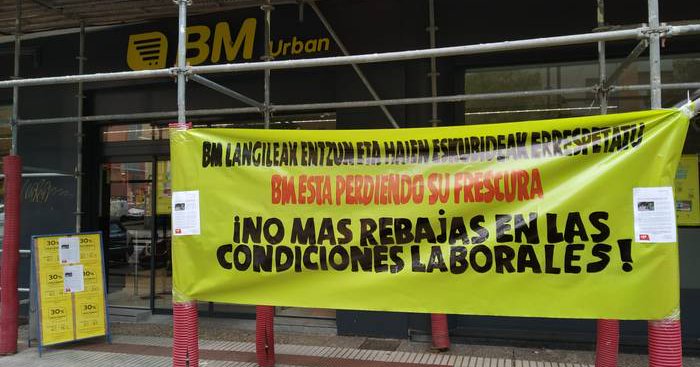 BM Urban
BM LANGILEAK ENTZUN ETA HAIEN ESKUBIDEAK ERRESPETATU
BM ESTA PERDIENDO SU FRESCURA
¡NO MAS REBAJAS EN LAS
CONDICIONES LABORALES!
30% 30%
30% 30%